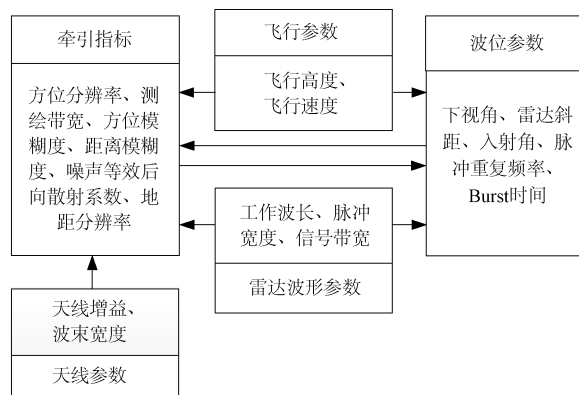 牵引指标
方位分辨率、测
绘带宽、方位模
糊度、距离模糊
度、噪声等效后
向散射系数、地
距分辨率
飞行参数
飞行高度、
飞行速度
波位参数
下视角、雷达斜
距、入射角、脉
冲重复频率、
Burst时间
工作波长、脉冲
宽度、信号带宽
雷达波形参数
天线增益、
波束宽度
天线参数